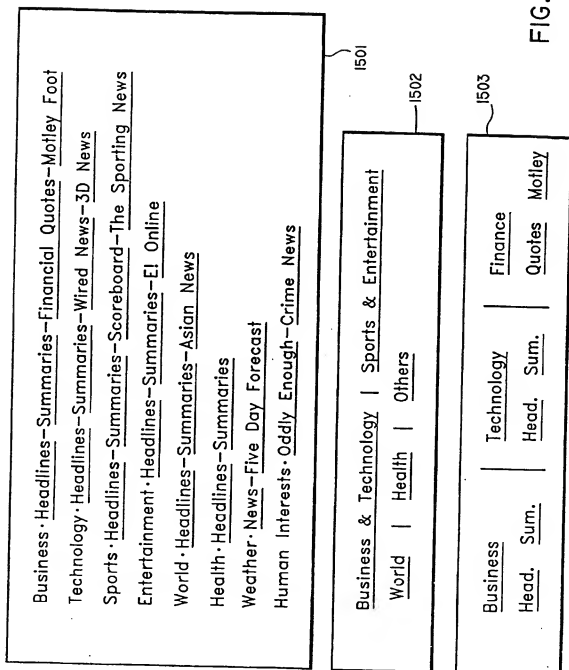 Business · Headlines–Summaries–Financial Quotes–Motley Foot
Technology · Headlines–Summaries–Wired News–3D News
Sports · Headlines–Summaries–Scoreboard–The Sporting News
Entertainment · Headlines–Summaries–E! Online
World · Headlines–Summaries–Asian News
Health · Headlines–Summaries
Weather · News–Five Day Forecast
Human Interests · Oddly Enough–Crime News
1501
Business & Technology | Sports & Entertainment
World | Health | Others
1502
Business | Technology | Finance
Head. Sum. | Head. Sum. | Quotes Motley
1503
FIG.